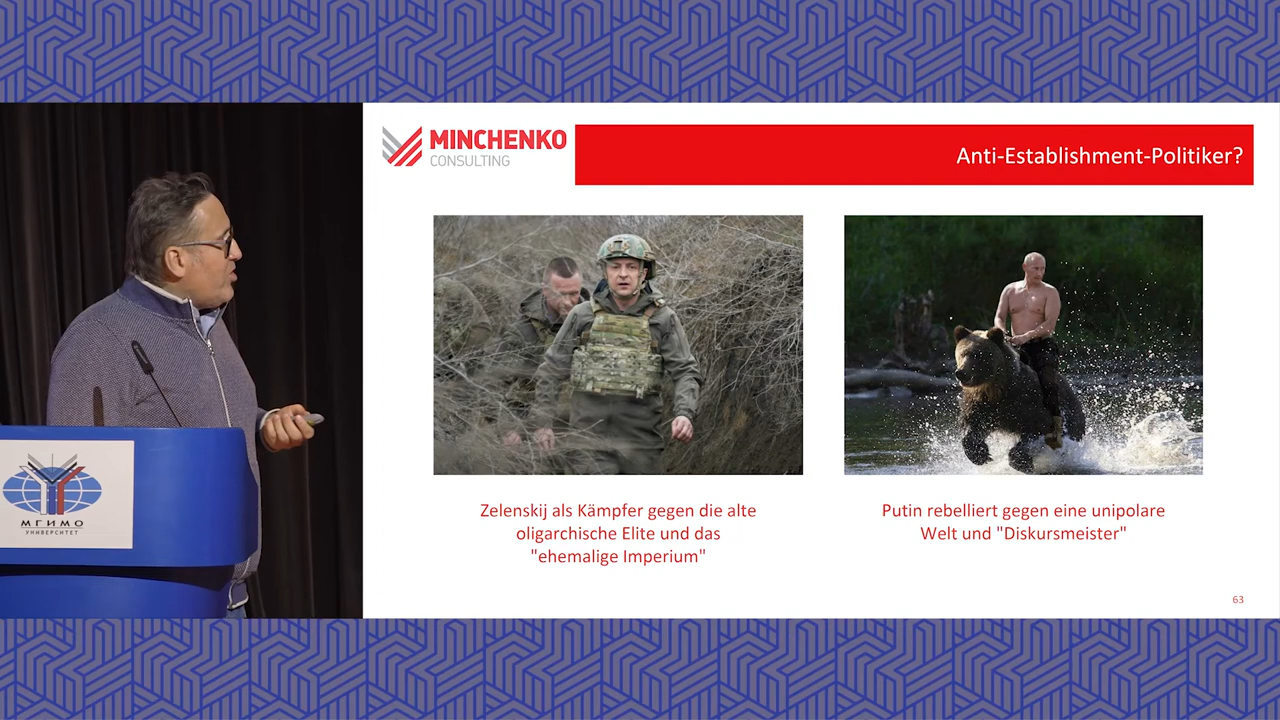 MINCHENKO
CONSULTING
Anti-Establishment-Politiker?
Zelenskij als Kämpfer gegen die alte
oligarchische Elite und das
"ehemalige Imperium"
Putin rebelliert gegen eine unipolare
Welt und "Diskursmeister"
63
МГИМО
УНИВЕРСИТЕТ